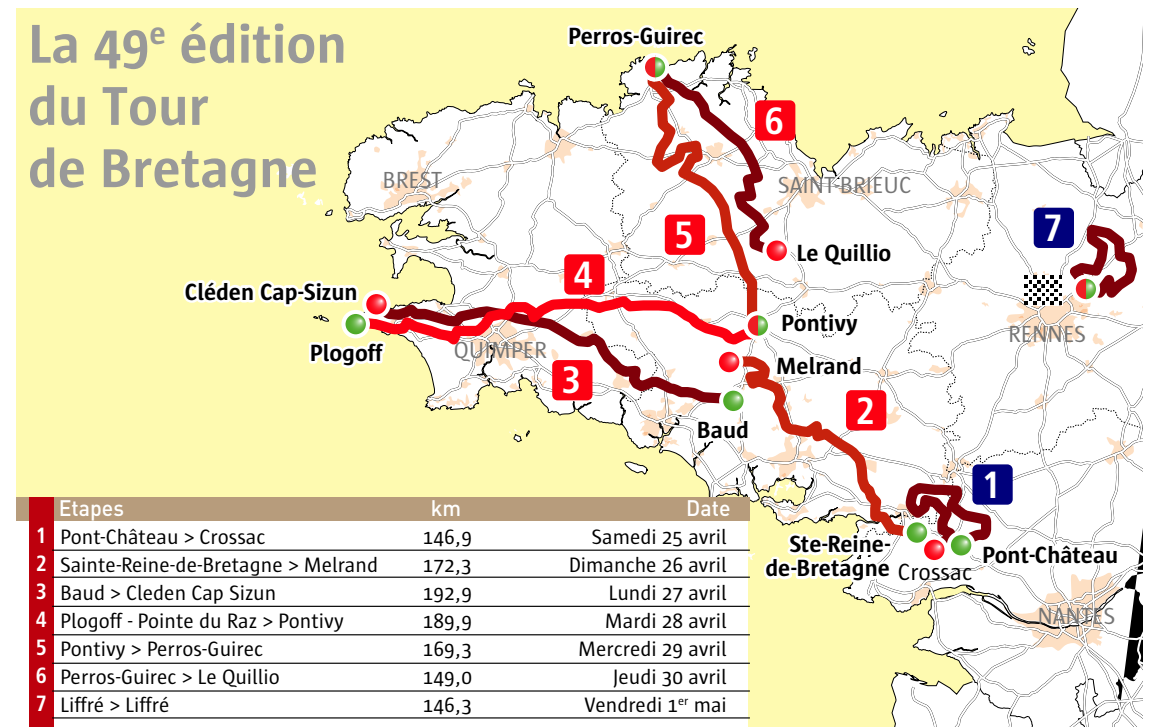 La 49e édition
du Tour
de Bretagne
Perros-Guirec
6
BREST
SAINT-BRIEUC
7
5
Le Quillio
4
Cléden Cap-Sizun
Pontivy
RENNES
Plogoff
QUIMPER
Melrand
3
2
Baud
1
Ste-Reine-
de-Bretagne
Pont-Château
Crossac
NANTES
Etapes km Date
1 Pont-Château > Crossac 146,9 Samedi 25 avril
2 Sainte-Reine-de-Bretagne > Melrand 172,3 Dimanche 26 avril
3 Baud > Cleden Cap Sizun 192,9 Lundi 27 avril
4 Plogoff - Pointe du Raz > Pontivy 189,9 Mardi 28 avril
5 Pontivy > Perros-Guirec 169,3 Mercredi 29 avril
6 Perros-Guirec > Le Quillio 149,0 Jeudi 30 avril
7 Liffré > Liffré 146,3 Vendredi 1er mai